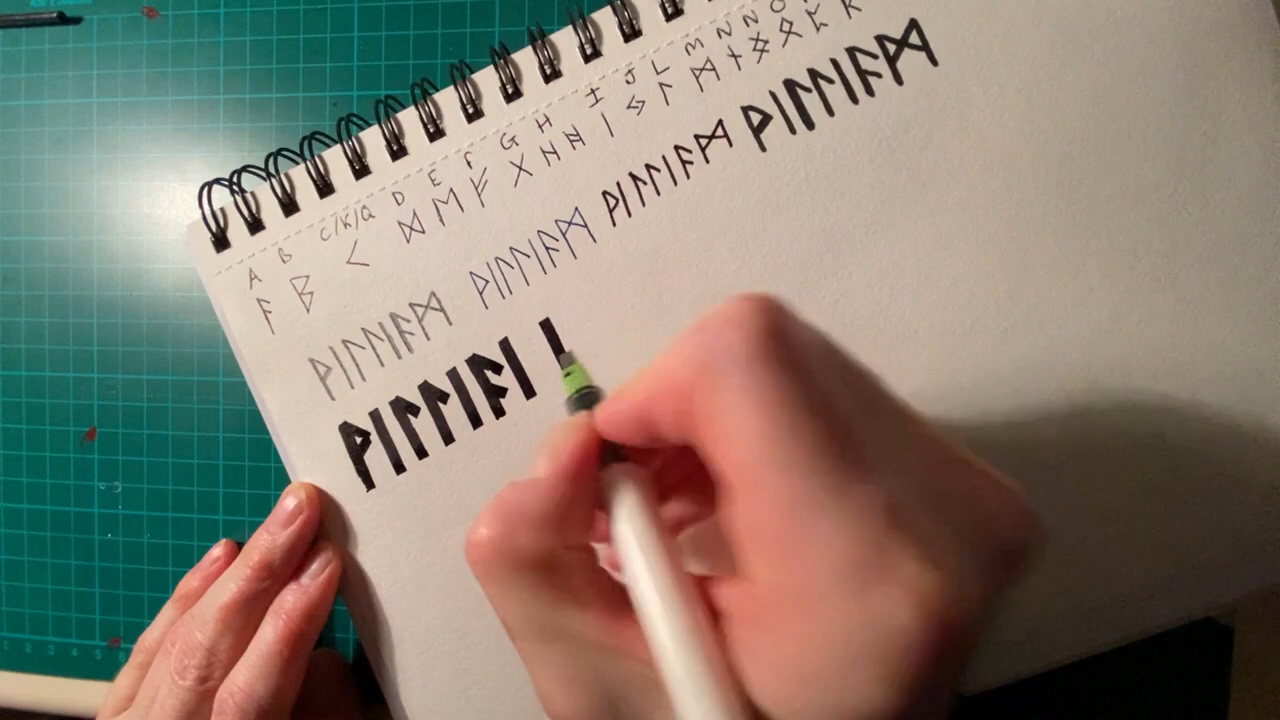 A B C/K/Q D E F G H I J L M N N O
ᚨ ᛒ ᚲ ᛞ ᛖ ᚠ ᚷ ᚺ ᚻ ᛁ ᛃ ᛚ ᛗ ᚾ ᛝ ᛟ
ᚹᛁᛚᛚᛁᚨᛗ ᚹᛁᛚᛚᛁᚨᛗ ᚹᛁᛚᛚᛁᚨᛗ ᚹᛁᛚᛚᛁᚨᛗ
ᚹᛁᛚᛚᛁᚨ